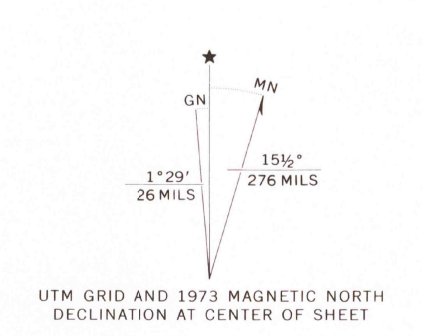 ★
MN
GN
15½°
276 MILS
1°29′
26 MILS
UTM GRID AND 1973 MAGNETIC NORTH
DECLINATION AT CENTER OF SHEET